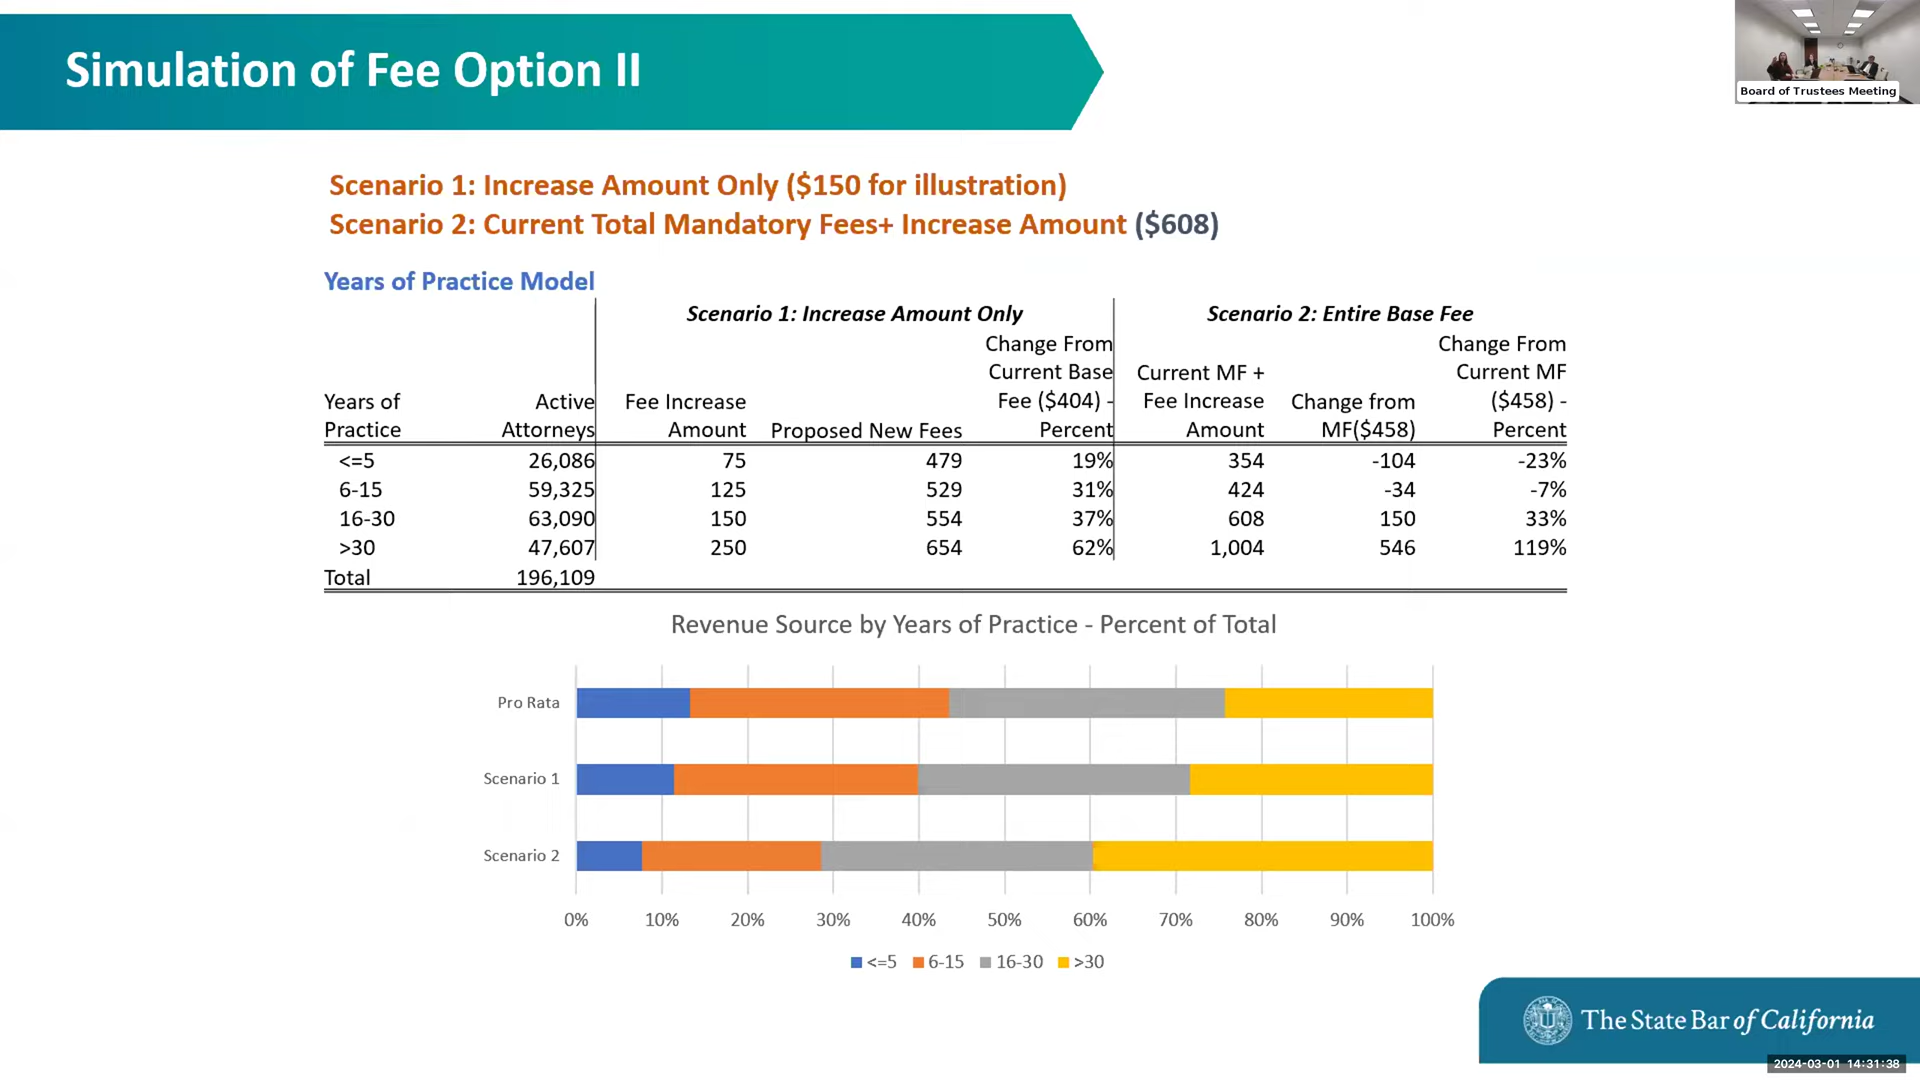 Simulation of Fee Option II
Board of Trustees Meeting
Scenario 1: Increase Amount Only ($150 for illustration)
Scenario 2: Current Total Mandatory Fees+ Increase Amount ($608)
Years of Practice Model
Scenario 1: Increase Amount Only Scenario 2: Entire Base Fee
Change From Change From
Current Base Current MF + Current MF
Years of Active Fee Increase Fee ($404) - Fee Increase Change from ($458) -
Practice Attorneys Amount Proposed New Fees Percent Amount MF($458) Percent
<=5 26,086 75 479 19% 354 -104 -23%
6-15 59,325 125 529 31% 424 -34 -7%
16-30 63,090 150 554 37% 608 150 33%
>30 47,607 250 654 62% 1,004 546 119%
Total 196,109
Revenue Source by Years of Practice - Percent of Total
Pro Rata
Scenario 1
Scenario 2
0% 10% 20% 30% 40% 50% 60% 70% 80% 90% 100%
<=5 6-15 16-30 >30
The State Bar of California
2024-03-01 14:31:38